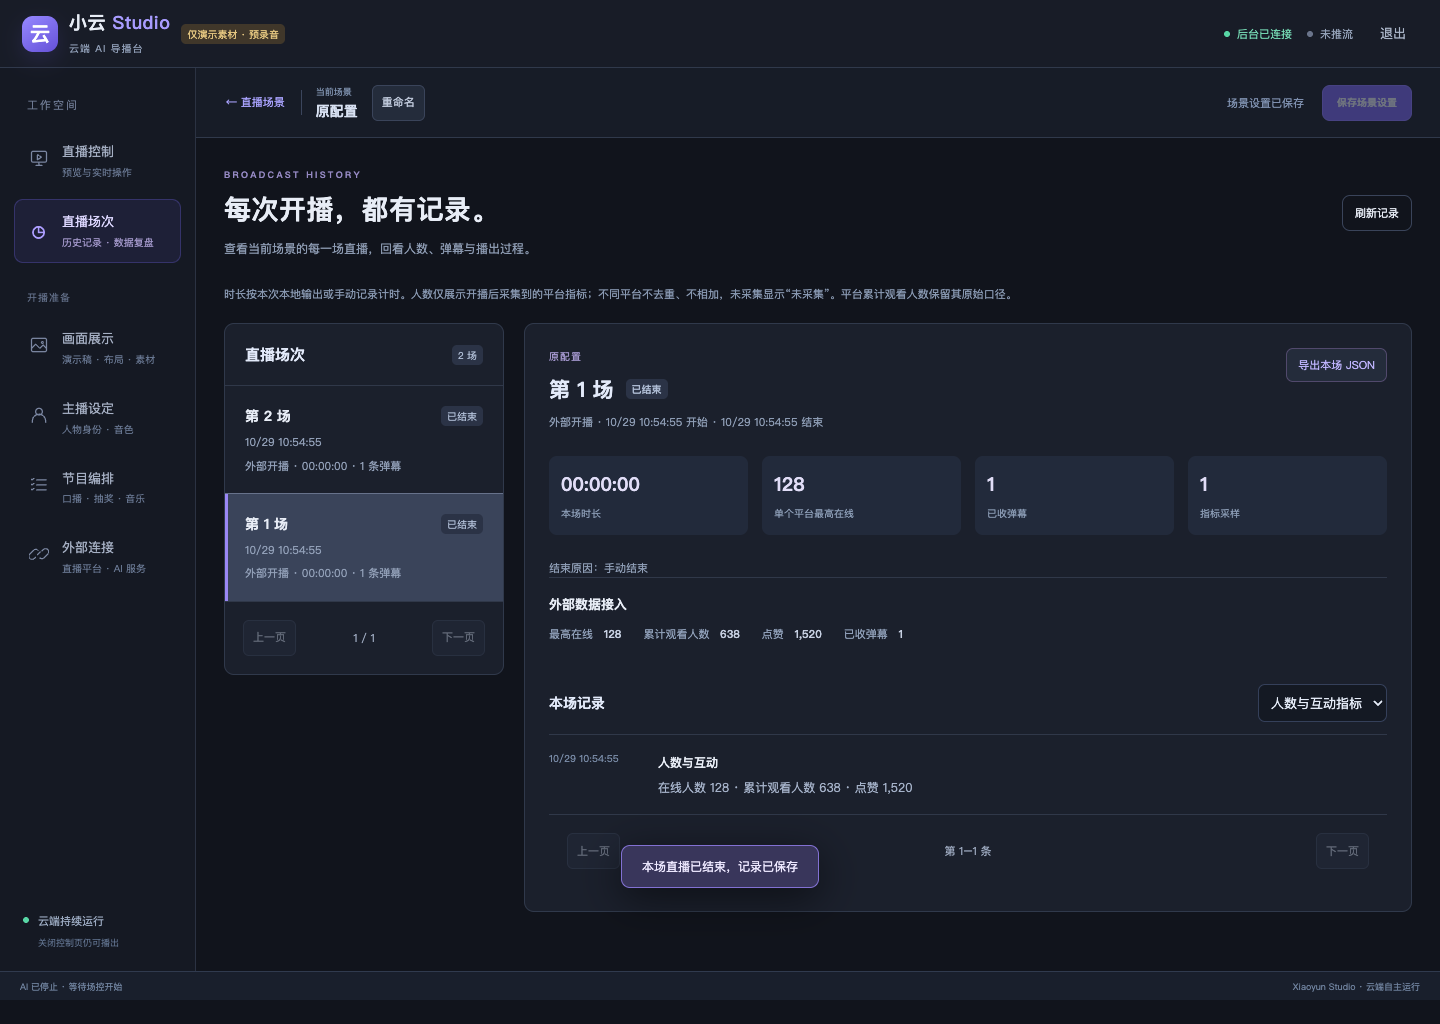 云
小云 Studio
云端 AI 导播台
仅演示素材 · 预录音
后台已连接
未推流
退出
工作空间
直播控制
预览与实时操作
直播场次
历史记录 · 数据复盘
开播准备
画面展示
演示稿 · 布局 · 素材
主播设定
人物身份 · 音色
节目编排
口播 · 抽奖 · 音乐
外部连接
直播平台 · AI 服务
云端持续运行
关闭控制页仍可播出
← 直播场景
当前场景
原配置
重命名
场景设置已保存
保存场景设置
BROADCAST HISTORY
每次开播，都有记录。
查看当前场景的每一场直播，回看人数、弹幕与播出过程。
刷新记录
时长按本次本地输出或手动记录计时。人数仅展示开播后采集到的平台指标；不同平台不去重、不相加，未采集显示“未采集”。平台累计观看人数保留其原始口径。
直播场次
2 场
第 2 场
已结束
10/29 10:54:55
外部开播 · 00:00:00 · 1 条弹幕
第 1 场
已结束
10/29 10:54:55
外部开播 · 00:00:00 · 1 条弹幕
上一页
1 / 1
下一页
原配置
第 1 场
已结束
外部开播 · 10/29 10:54:55 开始 · 10/29 10:54:55 结束
导出本场 JSON
00:00:00
本场时长
128
单个平台最高在线
1
已收弹幕
1
指标采样
结束原因：手动结束
外部数据接入
最高在线 128 累计观看人数 638 点赞 1,520 已收弹幕 1
本场记录
人数与互动指标
10/29 10:54:55
人数与互动
在线人数 128 · 累计观看人数 638 · 点赞 1,520
上一页
第 1–1 条
下一页
本场直播已结束，记录已保存
AI 已停止 · 等待场控开始
Xiaoyun Studio · 云端自主运行